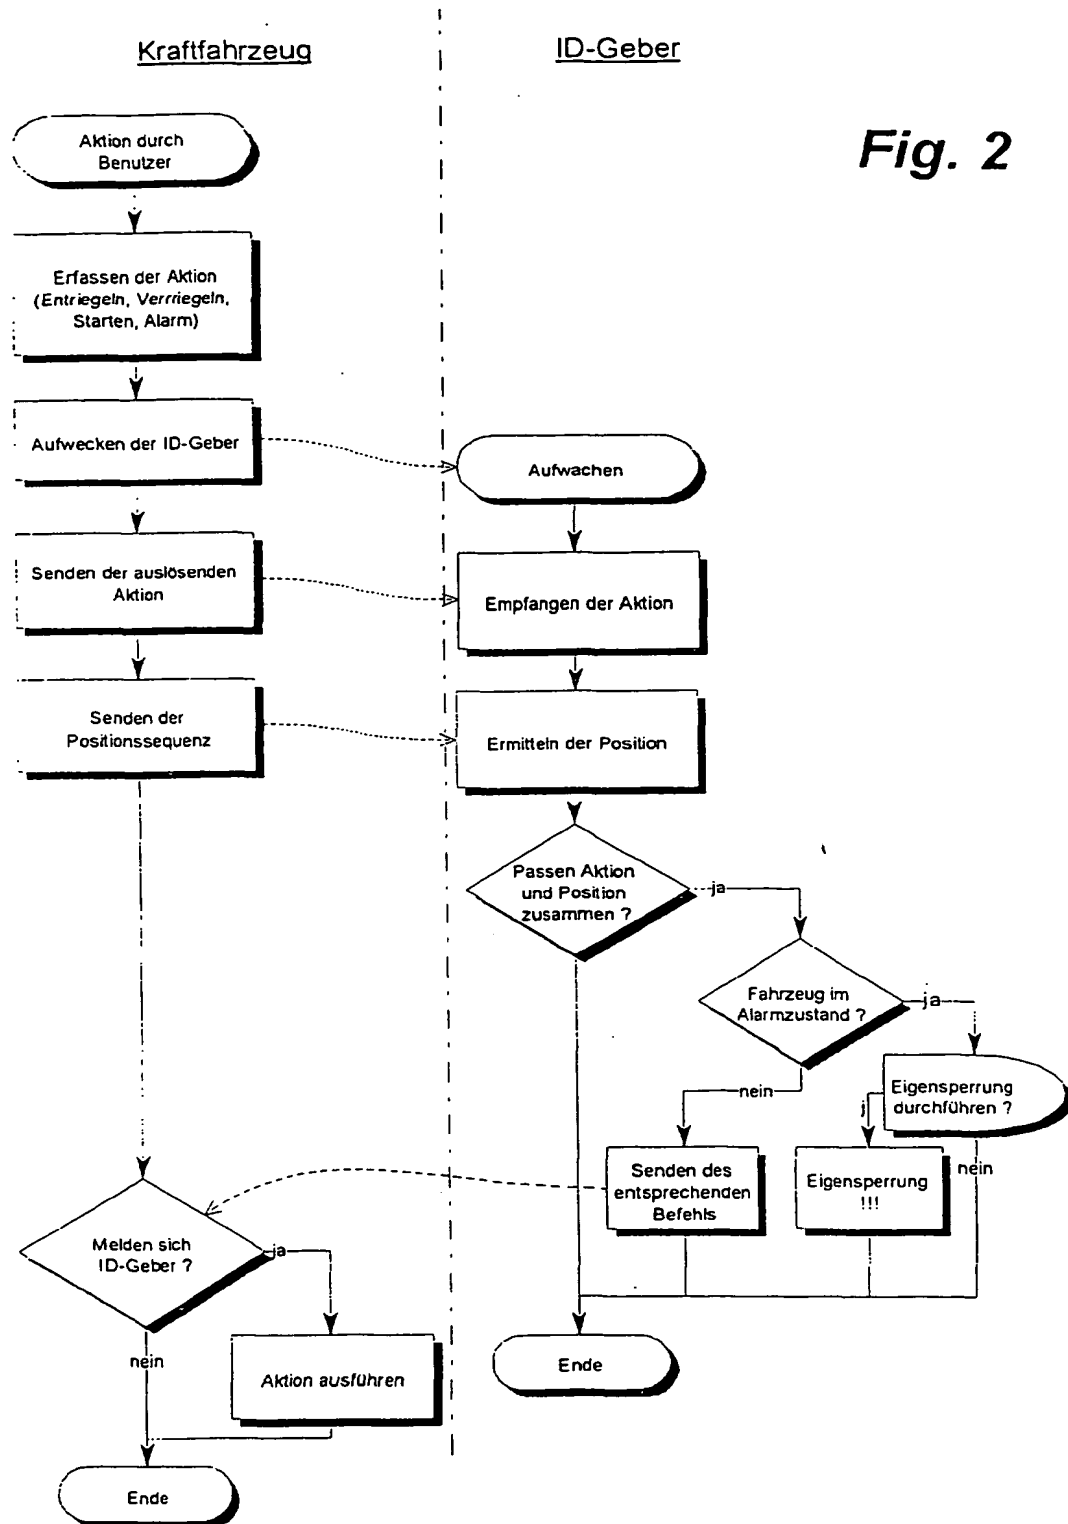 Kraftfahrzeug
ID-Geber
Fig. 2
Aktion durch
Benutzer
Erfassen der Aktion
(Entriegeln, Verrriegeln,
Starten, Alarm)
Aufwecken der ID-Geber
Aufwachen
Senden der auslösenden
Aktion
Empfangen der Aktion
Senden der
Positionssequenz
Ermitteln der Position
Passen Aktion
und Position
zusammen ?
ja
Fahrzeug im
Alarmzustand ?
ja
nein
Eigensperrung
durchführen ?
j
nein
Senden des
entsprechenden
Befehls
Eigensperrung
!!!
Melden sich
ID-Geber ?
ja
nein
Aktion ausführen
Ende
Ende